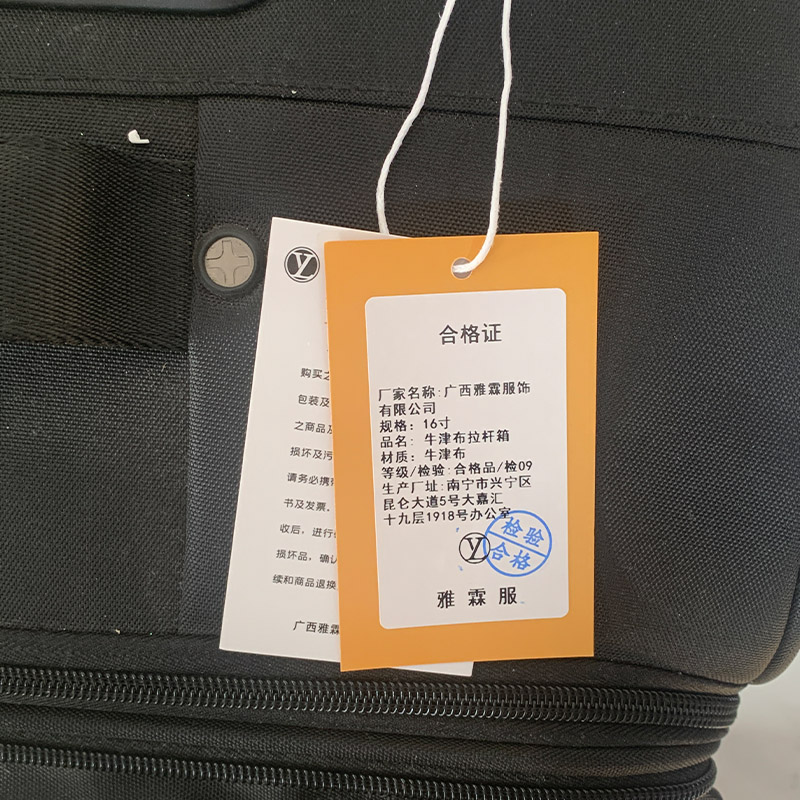 合格证
厂家名称:广西雅霖服饰
有限公司
规格：16寸
品名：牛津布拉杆箱
材质：牛津布
等级/检验:合格品/检09
生产厂址:南宁市兴宁区
昆仑大道5号大嘉汇
十九层1918号办公室
检验
合格
Y
雅霖服
Y
购买之
包装及
之商品及
损坏及污
请务必携
书及发票、
收后，进行
损坏品，确认
续和商品退换
广西雅霖